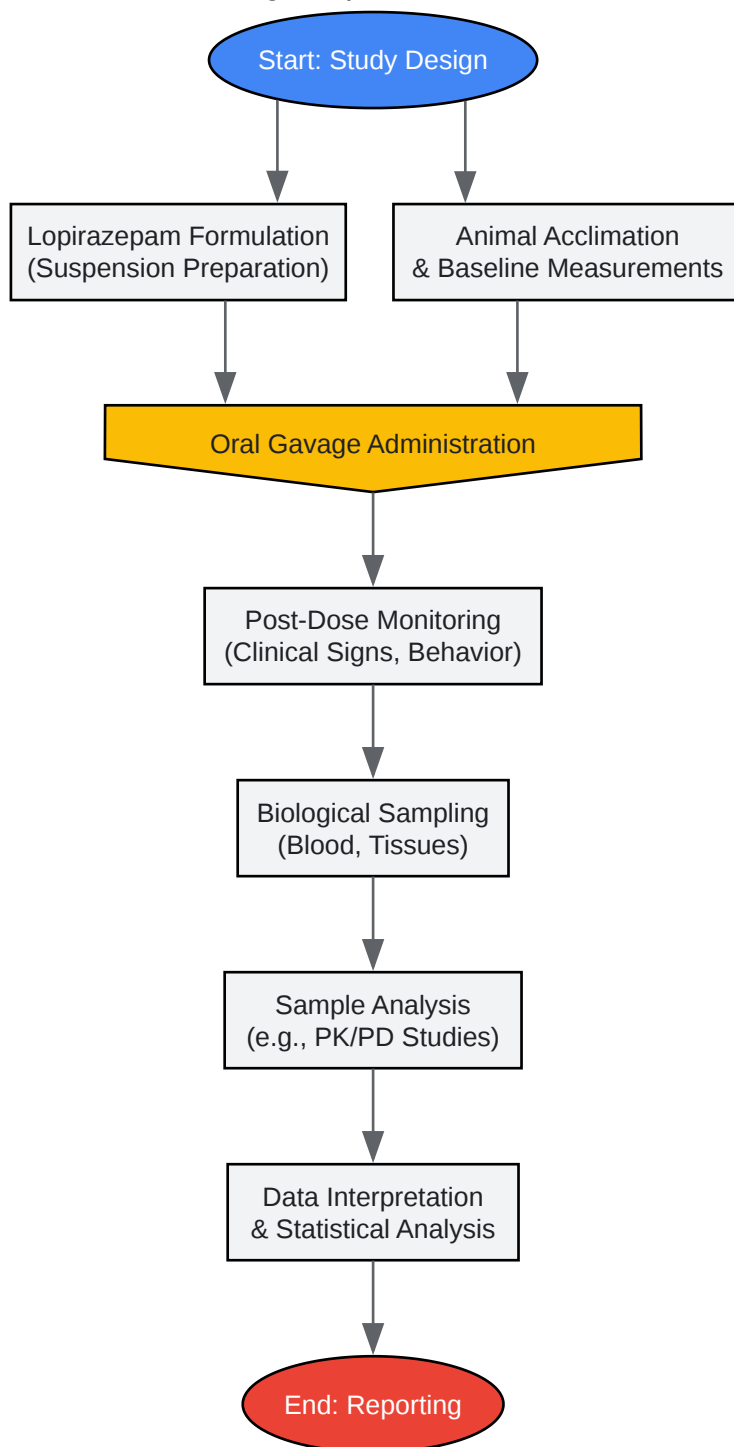 Start: Study Design
Lopirazepam Formulation
(Suspension Preparation)
Animal Acclimation
& Baseline Measurements
Oral Gavage Administration
Post-Dose Monitoring
(Clinical Signs, Behavior)
Biological Sampling
(Blood, Tissues)
Sample Analysis
(e.g., PK/PD Studies)
Data Interpretation
& Statistical Analysis
End: Reporting